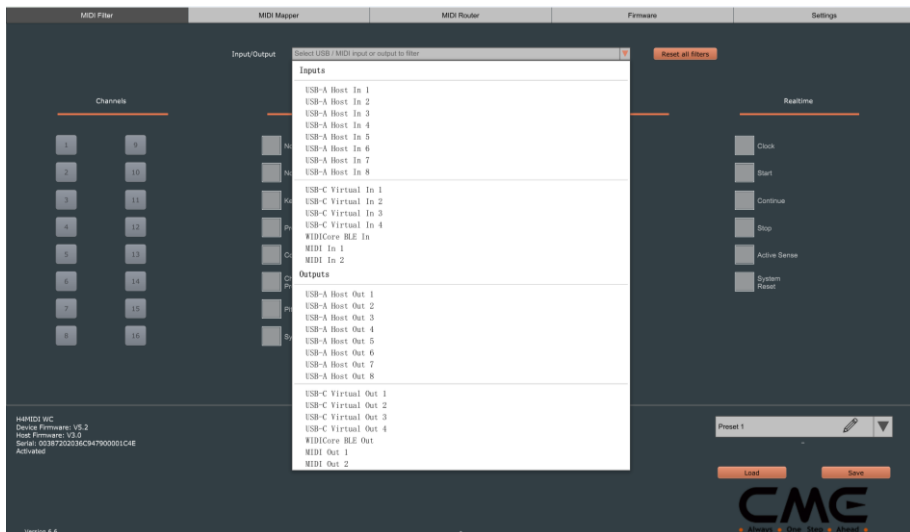 MIDI Filter
MIDI Mapper
MIDI Router
Firmware
Settings
Input/Output
Select USB / MIDI input or output to filter
Reset all filters
Inputs
USB-A Host In 1
USB-A Host In 2
USB-A Host In 3
USB-A Host In 4
USB-A Host In 5
USB-A Host In 6
USB-A Host In 7
USB-A Host In 8
USB-C Virtual In 1
USB-C Virtual In 2
USB-C Virtual In 3
USB-C Virtual In 4
WIDICore BLE In
MIDI In 1
MIDI In 2
Outputs
USB-A Host Out 1
USB-A Host Out 2
USB-A Host Out 3
USB-A Host Out 4
USB-A Host Out 5
USB-A Host Out 6
USB-A Host Out 7
USB-A Host Out 8
USB-C Virtual Out 1
USB-C Virtual Out 2
USB-C Virtual Out 3
USB-C Virtual Out 4
WIDICore BLE Out
MIDI Out 1
MIDI Out 2
Channels
1 9
2 10
3 11
4 12
5 13
6 14
7 15
8 16
Realtime
Clock
Start
Continue
Stop
Active Sense
System
Reset
H4MIDI WC
Device Firmware: V5.2
Host Firmware: V3.0
Serial: 00387202036C947900001C4E
Activated
Preset 1
Load
Save
CME
Always • One Step • Ahead
Version 6.6